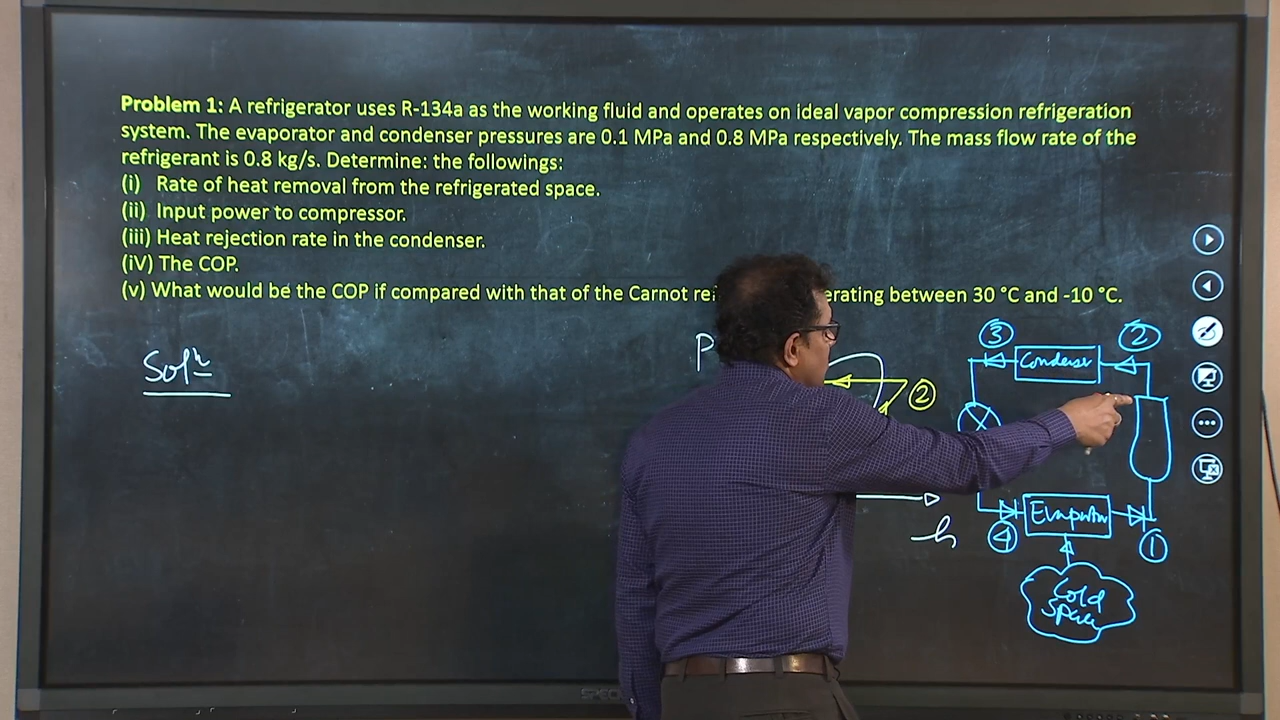 Problem 1: A refrigerator uses R-134a as the working fluid and operates on ideal vapor compression refrigeration
system. The evaporator and condenser pressures are 0.1 MPa and 0.8 MPa respectively. The mass flow rate of the
refrigerant is 0.8 kg/s. Determine: the followings:
(i) Rate of heat removal from the refrigerated space.
(ii) Input power to compressor.
(iii) Heat rejection rate in the condenser.
(iV) The COP.
(v) What would be the COP if compared with that of the Carnot operating between 30 °C and -10 °C.
Solⁿ
P
2
h
3
Condenser
2
4
Evaporator
1
Cold
Space